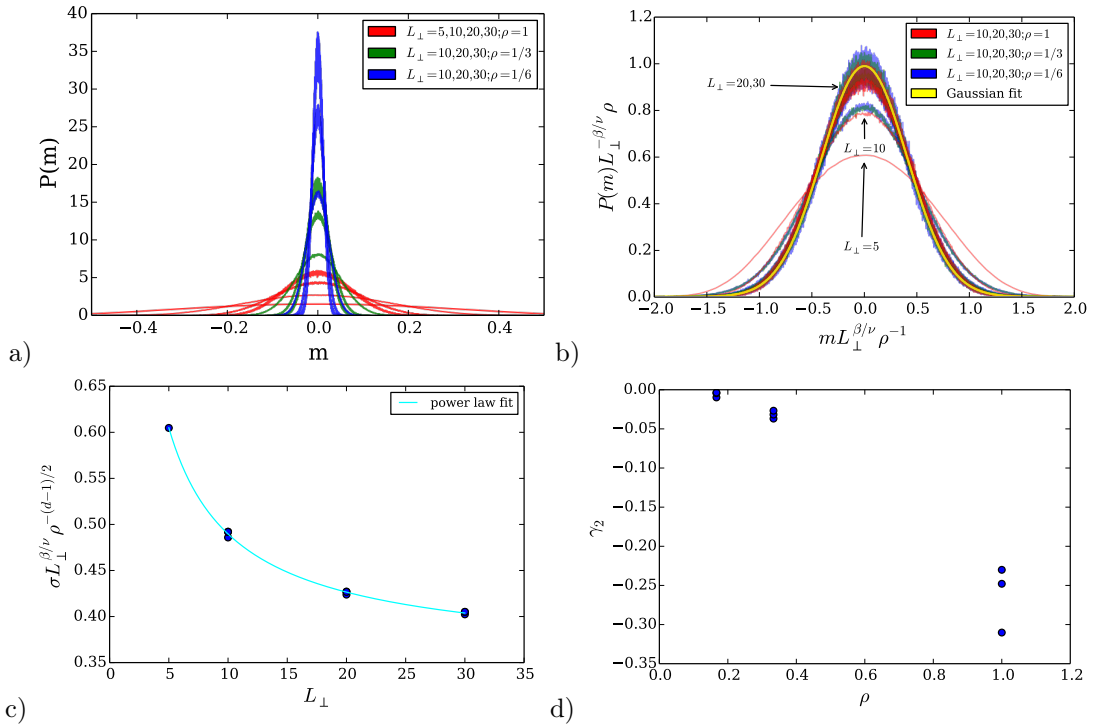 40
35
30
25
20
15
10
5
0
P(m)
−0.4 −0.2 0.0 0.2 0.4
m
a)
L⊥=5,10,20,30;ρ=1
L⊥=10,20,30;ρ=1/3
L⊥=10,20,30;ρ=1/6
1.2
1.0
0.8
0.6
0.4
0.2
0.0
P(m)L⊥^{−β/ν}ρ
−2.0 −1.5 −1.0 −0.5 0.0 0.5 1.0 1.5 2.0
mL⊥^{β/ν}ρ^{−1}
b)
L⊥=10,20,30;ρ=1
L⊥=10,20,30;ρ=1/3
L⊥=10,20,30;ρ=1/6
Gaussian fit
L⊥=20,30
L⊥=10
L⊥=5
0.65
0.60
0.55
0.50
0.45
0.40
0.35
σL⊥^{β/ν}ρ^{−(d−1)/2}
0 5 10 15 20 25 30 35
L⊥
c)
power law fit
0.00
−0.05
−0.10
−0.15
−0.20
−0.25
−0.30
−0.35
γ₂
0.0 0.2 0.4 0.6 0.8 1.0 1.2
ρ
d)